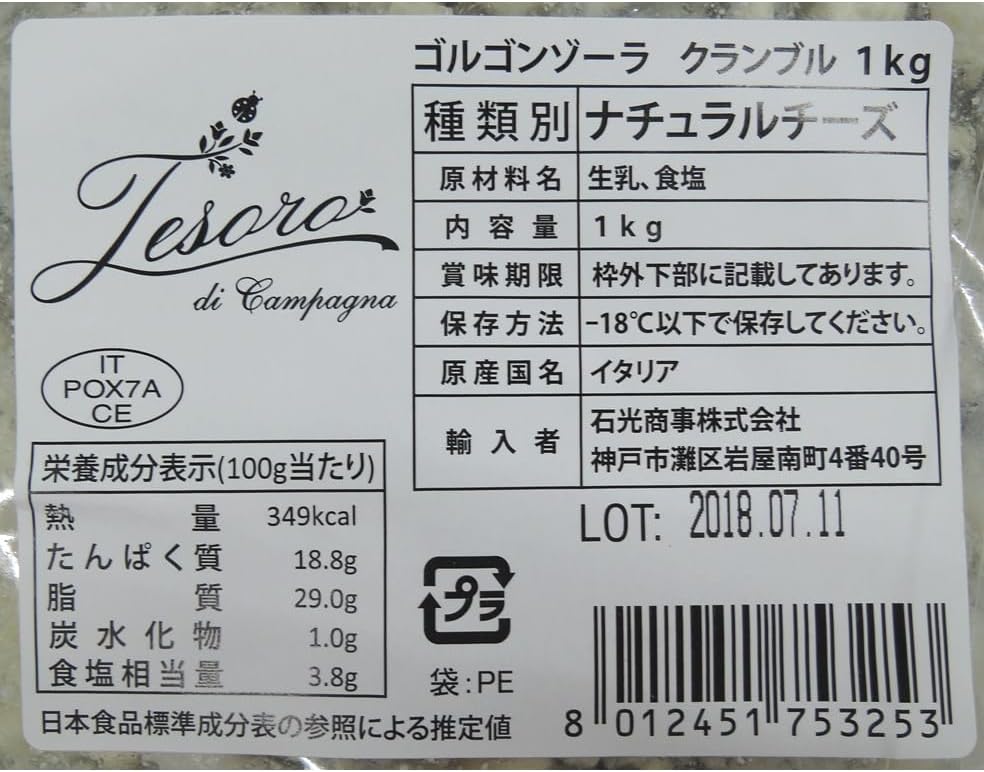 ゴルゴンゾーラ クランブル 1kg
種類別 ナチュラルチーズ
原材料名 生乳、食塩
内容量 1kg
賞味期限 枠外下部に記載してあります。
保存方法 -18℃以下で保存してください。
原産国名 イタリア
輸入者 石光商事株式会社
神戸市灘区岩屋南町4番40号
LOT: 2018.07.11
Tesoro
di Campagna
IT
POX7A
CE
栄養成分表示(100g当たり)
熱量 349kcal
たんぱく質 18.8g
脂質 29.0g
炭水化物 1.0g
食塩相当量 3.8g
日本食品標準成分表の参照による推定値
プラ
袋:PE
8 012451 753253